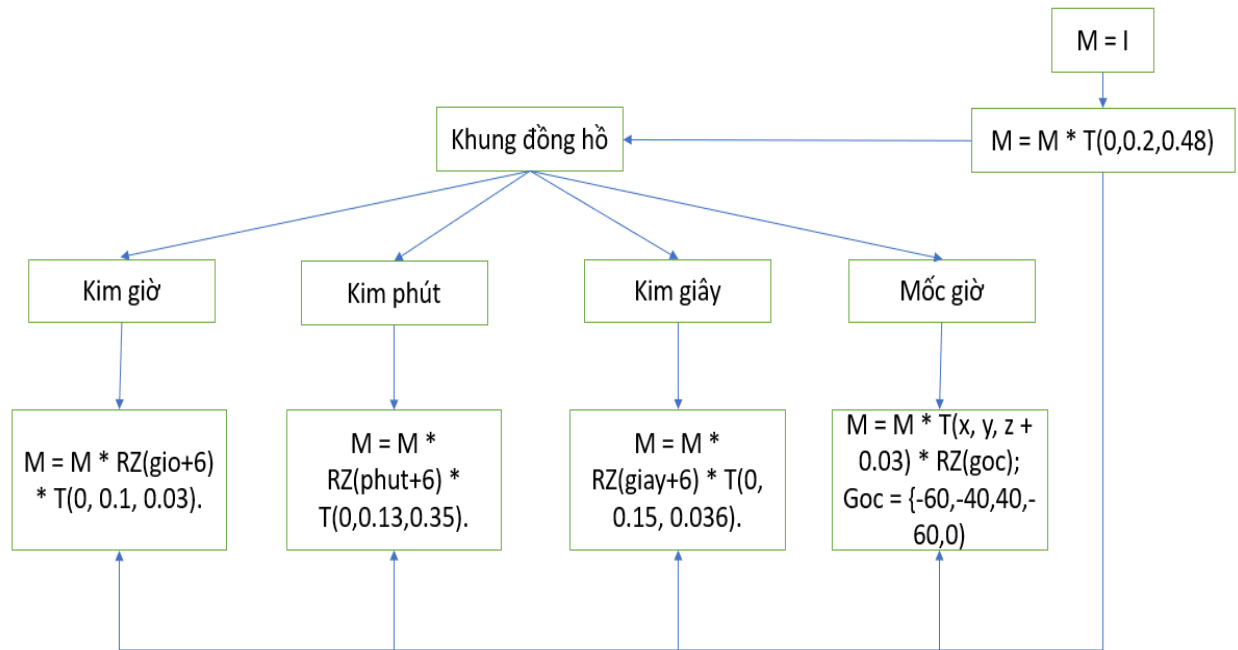 M = I
M = M * T(0,0.2,0.48)
Khung đồng hồ
Kim giờ
Kim phút
Kim giây
Mốc giờ
M = M * RZ(gio+6)
* T(0, 0.1, 0.03).
M = M *
RZ(phut+6) *
T(0,0.13,0.35).
M = M *
RZ(giay+6) * T(0,
0.15, 0.036).
M = M * T(x, y, z +
0.03) * RZ(goc);
Goc = {-60,-40,40,-
60,0)